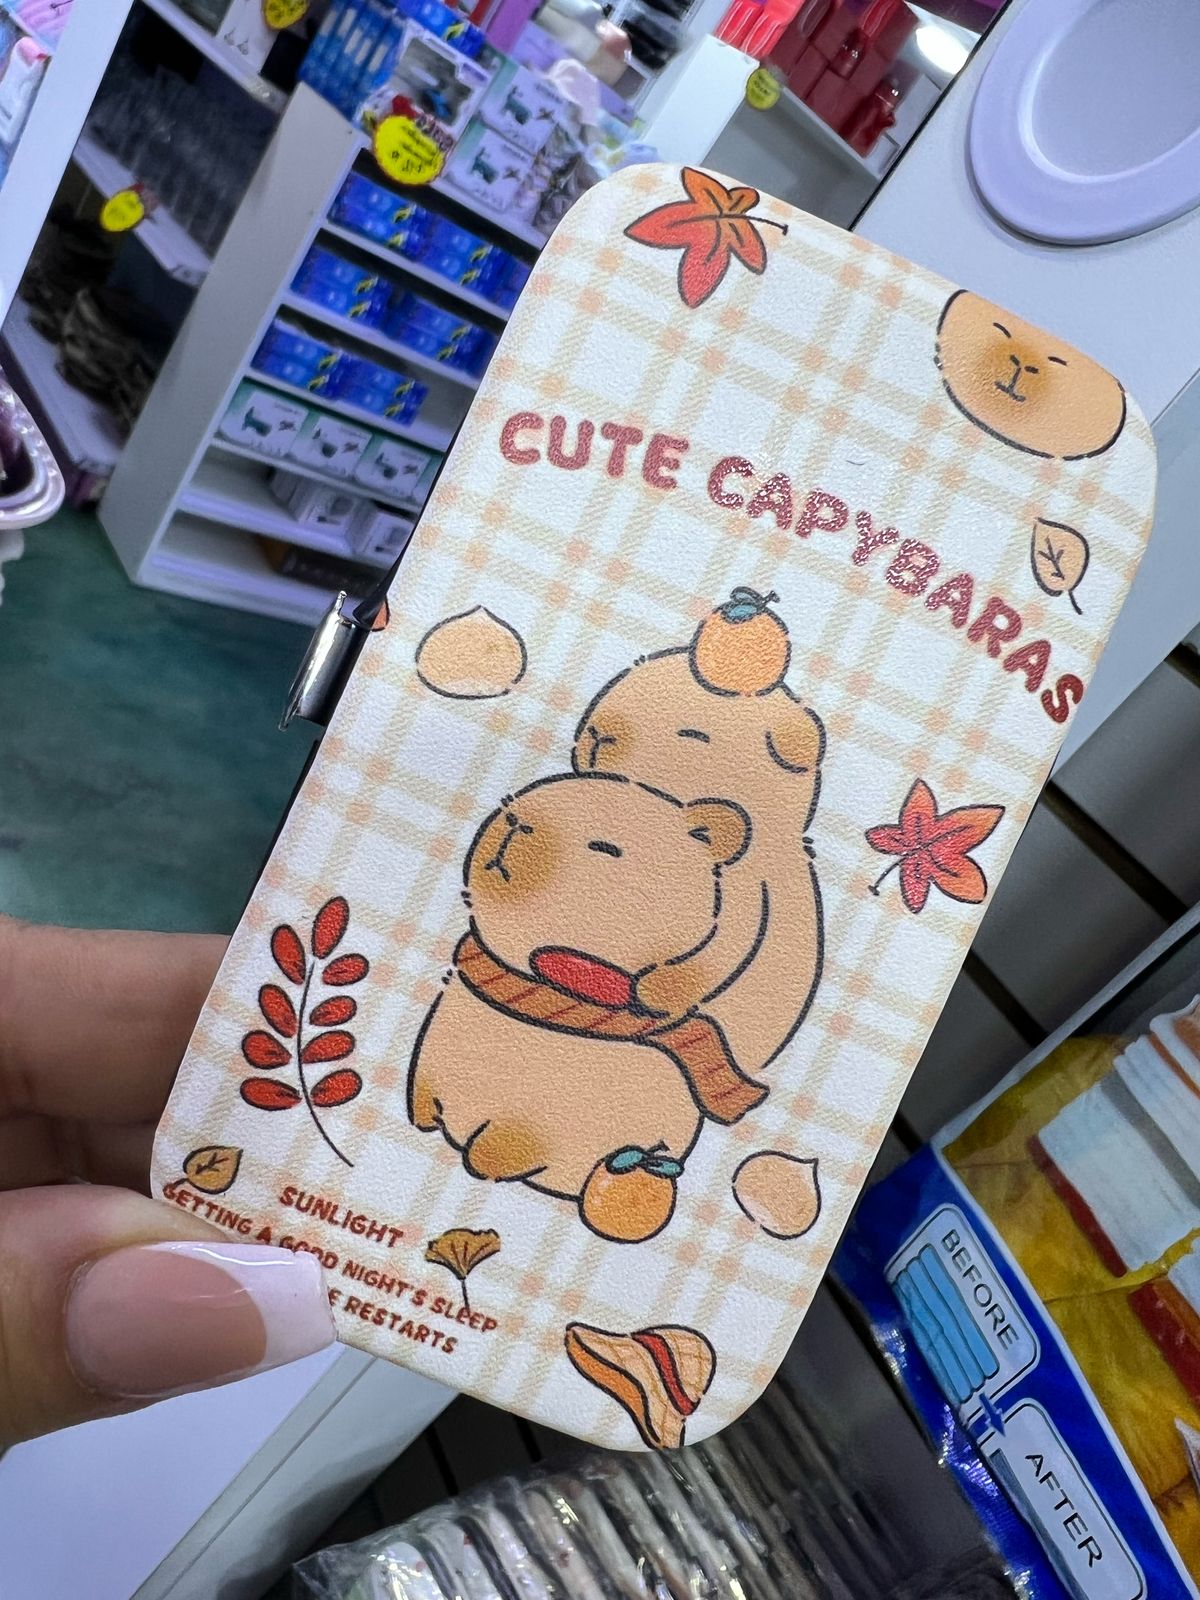 CUTE CAPYBARAS
SUNLIGHT
GETTING A GOOD NIGHT'S SLEEP
RESTARTS
BEFORE
AFTER